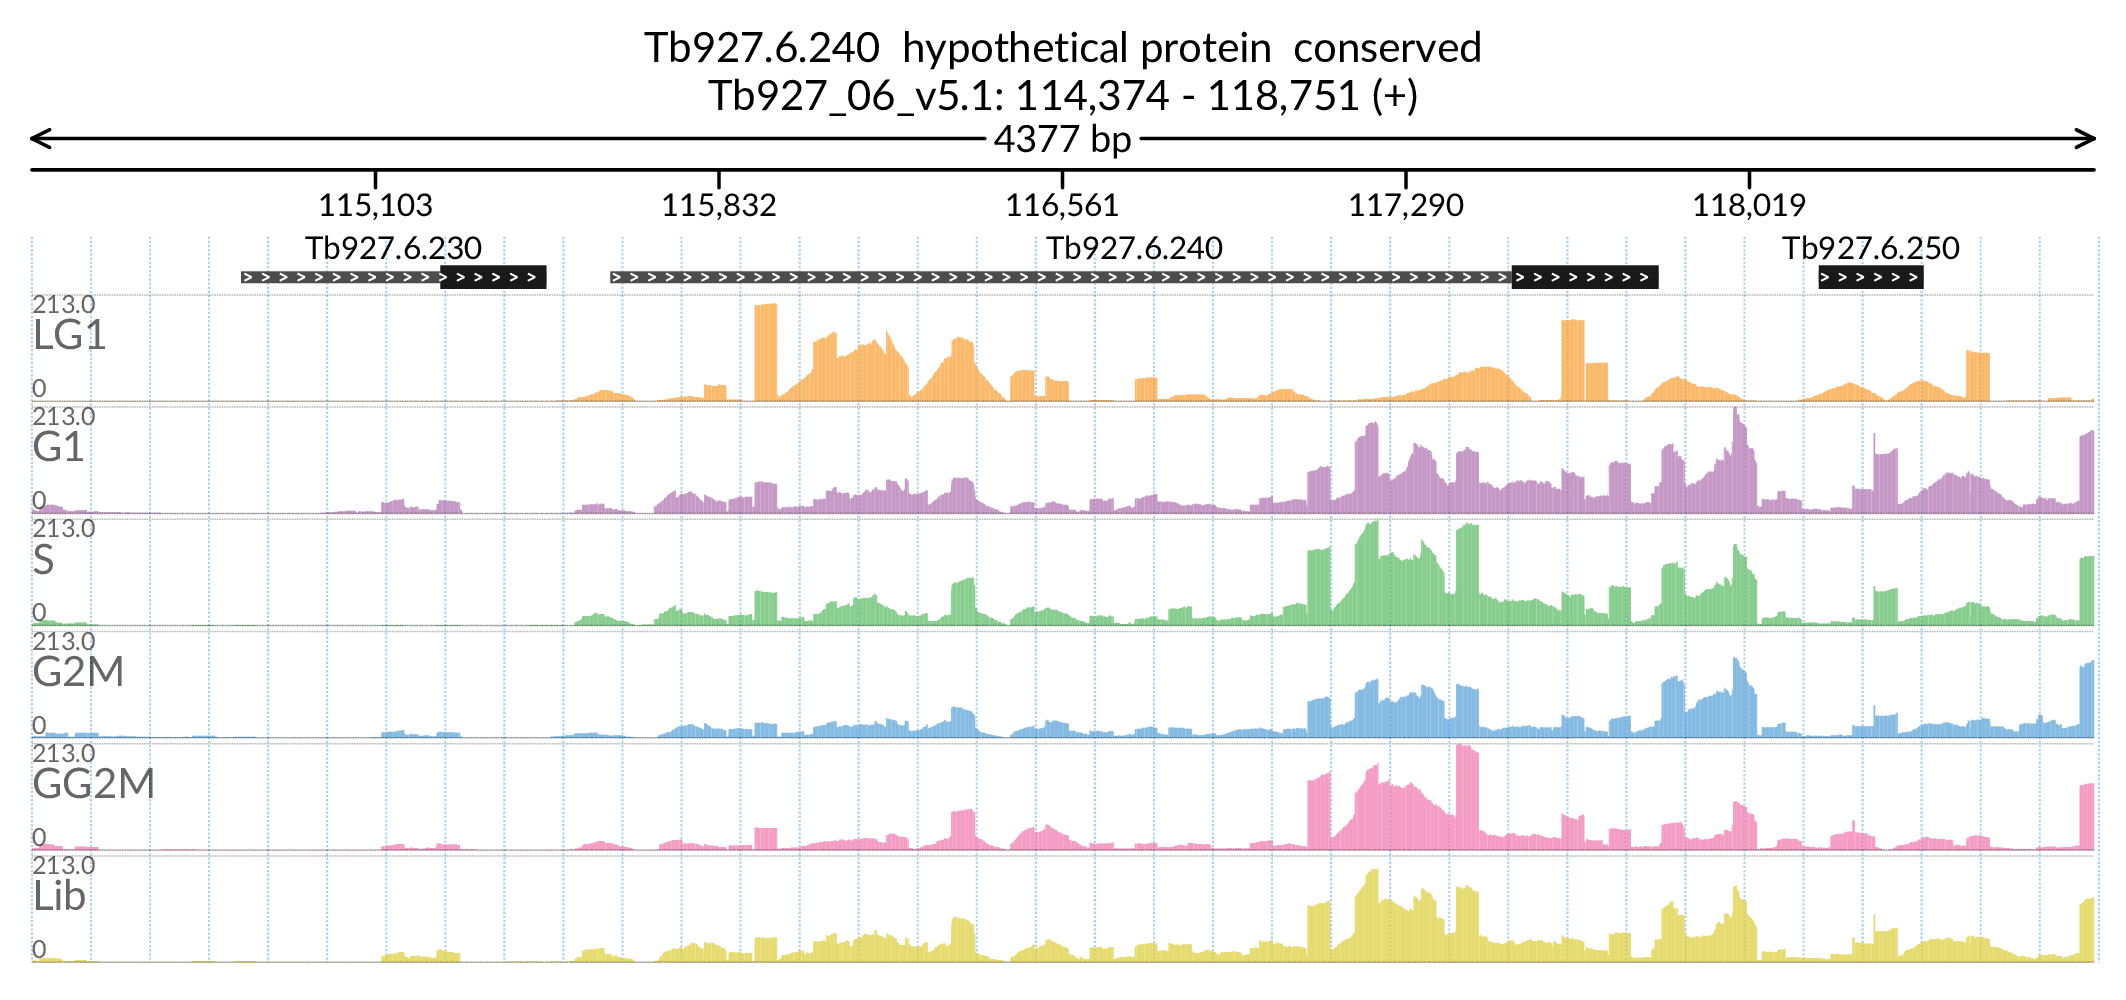 Tb927.6.240  hypothetical protein  conserved
Tb927_06_v5.1: 114,374 - 118,751 (+)
4377 bp
115,103 115,832 116,561 117,290 118,019
Tb927.6.230 Tb927.6.240 Tb927.6.250
213.0
LG1
0
213.0
G1
0
213.0
S
0
213.0
G2M
0
213.0
GG2M
0
213.0
Lib
0